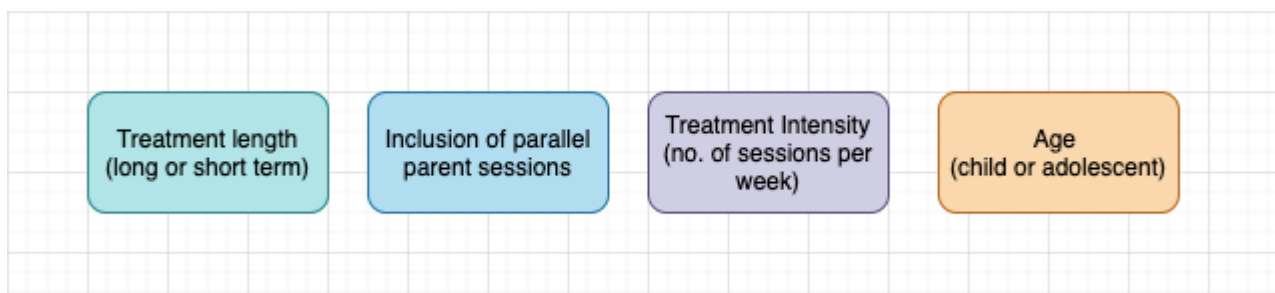 Treatment length
(long or short term)
Inclusion of parallel
parent sessions
Treatment Intensity
(no. of sessions per
week)
Age
(child or adolescent)